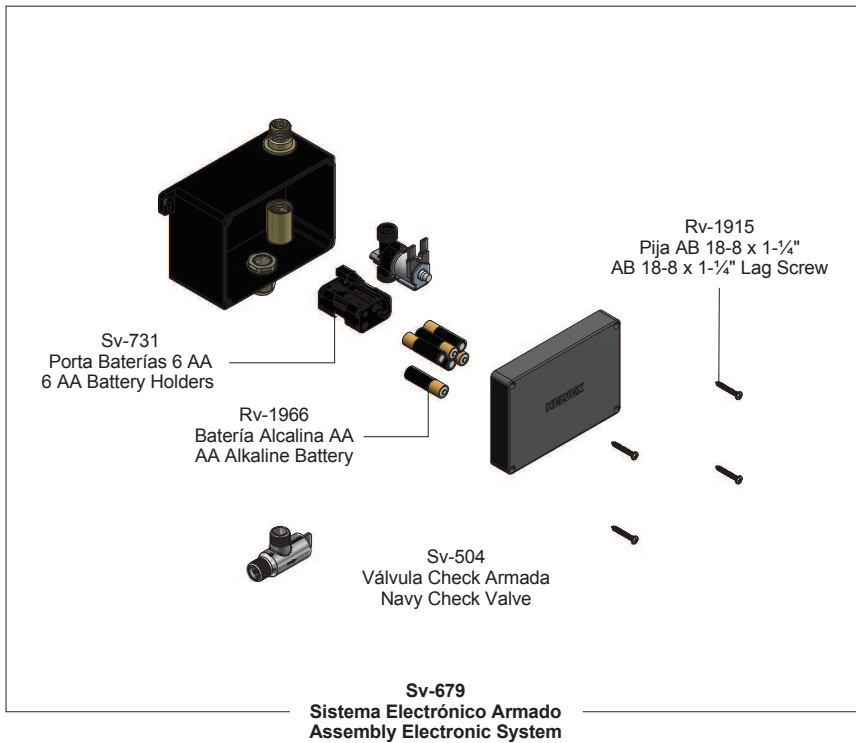 Rv-1915
Pija AB 18-8 x 1-¼"
AB 18-8 x 1-¼" Lag Screw
Sv-731
Porta Baterías 6 AA
6 AA Battery Holders
Rv-1966
Batería Alcalina AA
AA Alkaline Battery
HELVEX
Sv-504
Válvula Check Armada
Navy Check Valve
Sv-679
Sistema Electrónico Armado
Assembly Electronic System